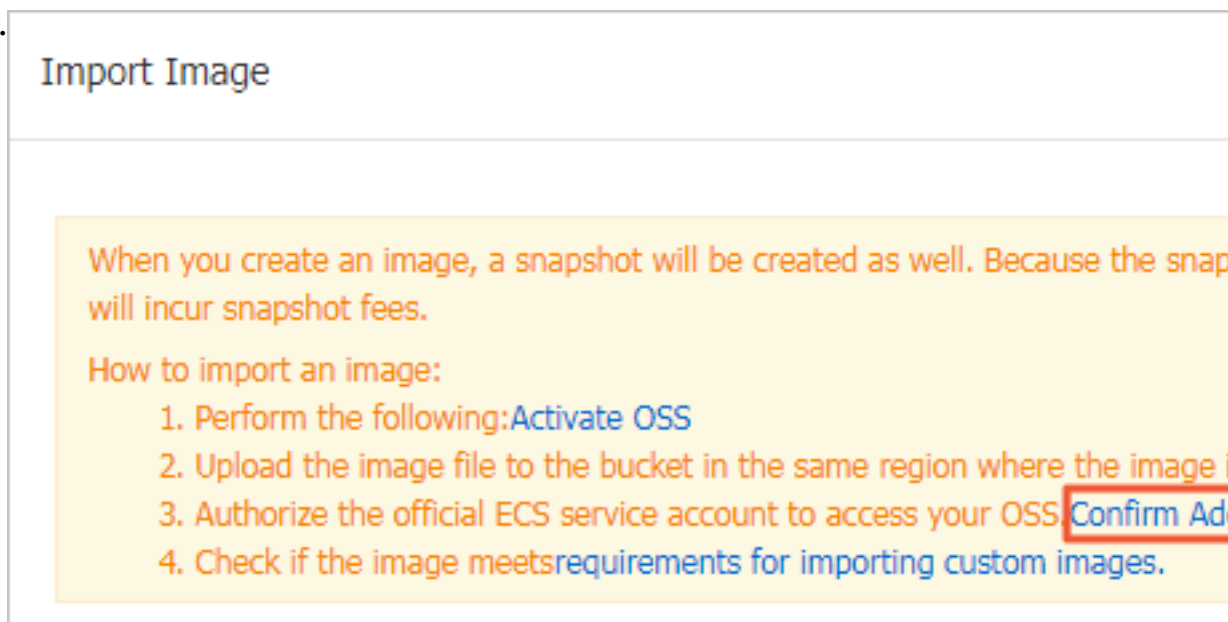 Import Image
When you create an image, a snapshot will be created as well. Because the snap
will incur snapshot fees.
How to import an image:
1. Perform the following:Activate OSS
2. Upload the image file to the bucket in the same region where the image i
3. Authorize the official ECS service account to access your OSS.Confirm Add
4. Check if the image meetsrequirements for importing custom images.